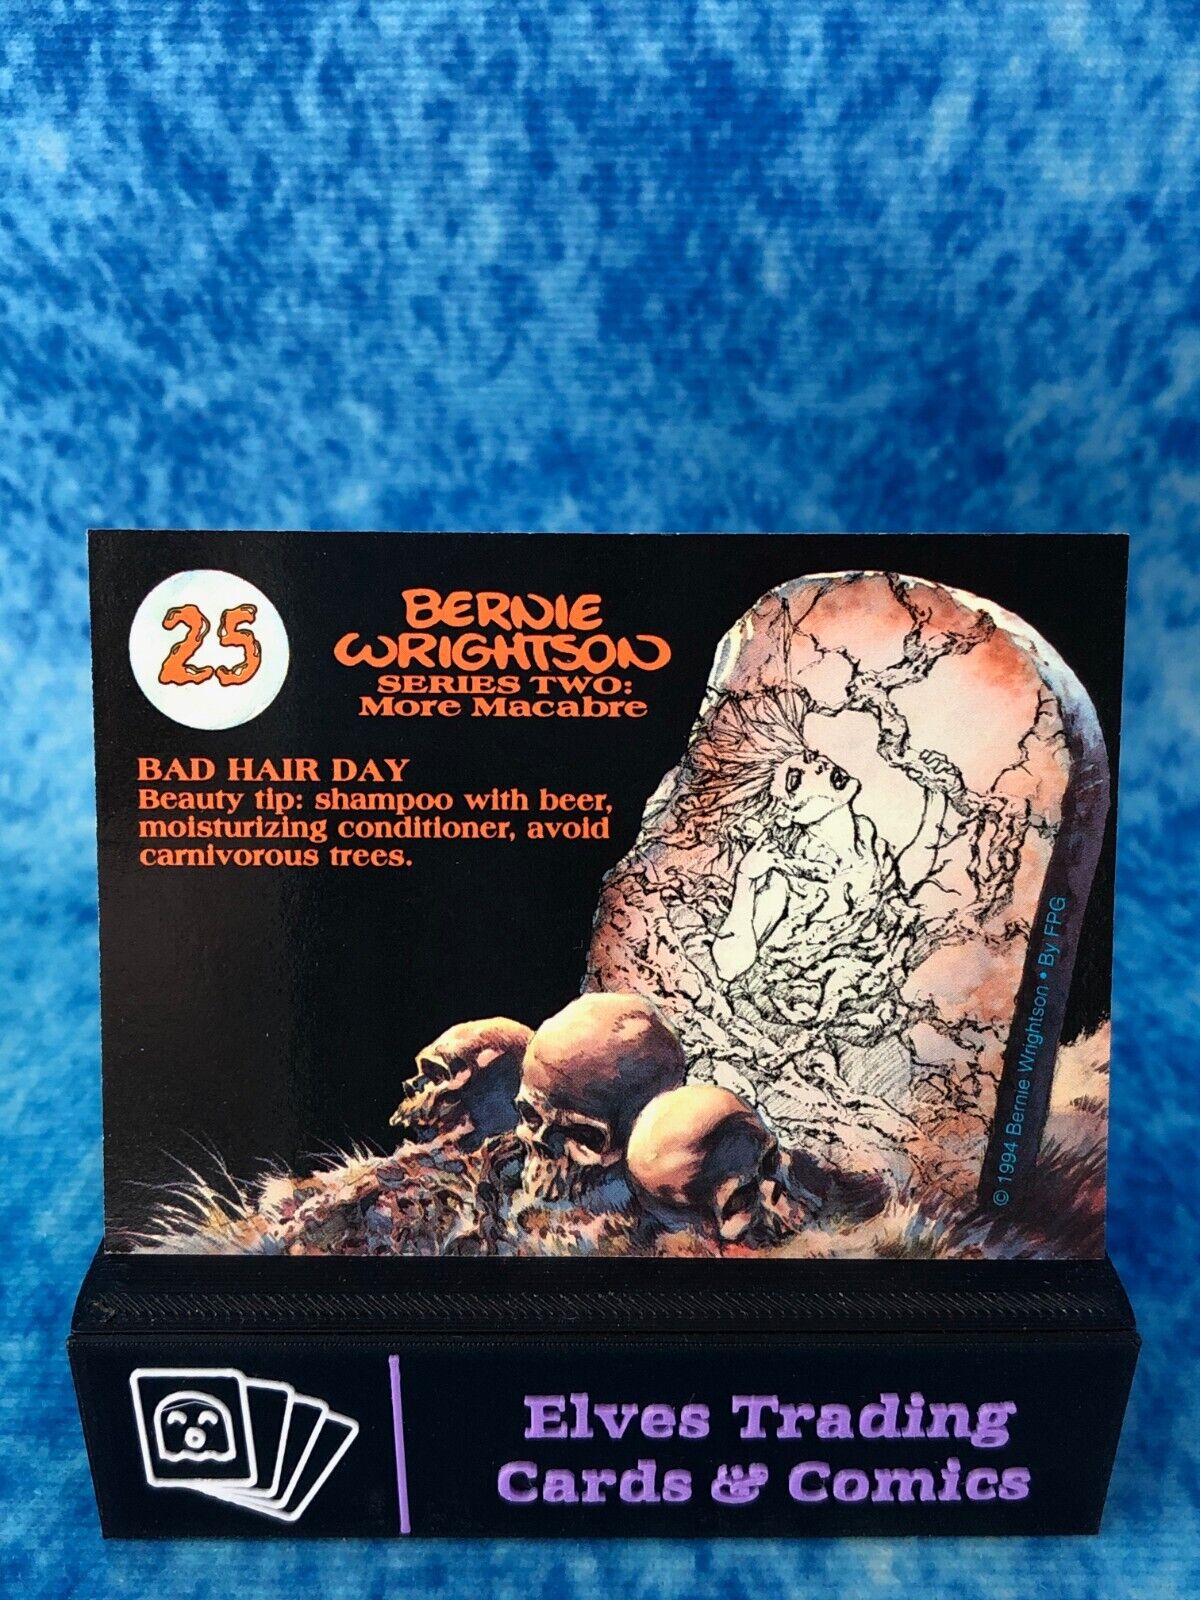 25
BERNIE
WRIGHTSON
SERIES TWO:
More Macabre
BAD HAIR DAY
Beauty tip: shampoo with beer,
moisturizing conditioner, avoid
carnivorous trees.
© 1994 Bernie Wrightson • By FPG
Elves Trading
Cards & Comics